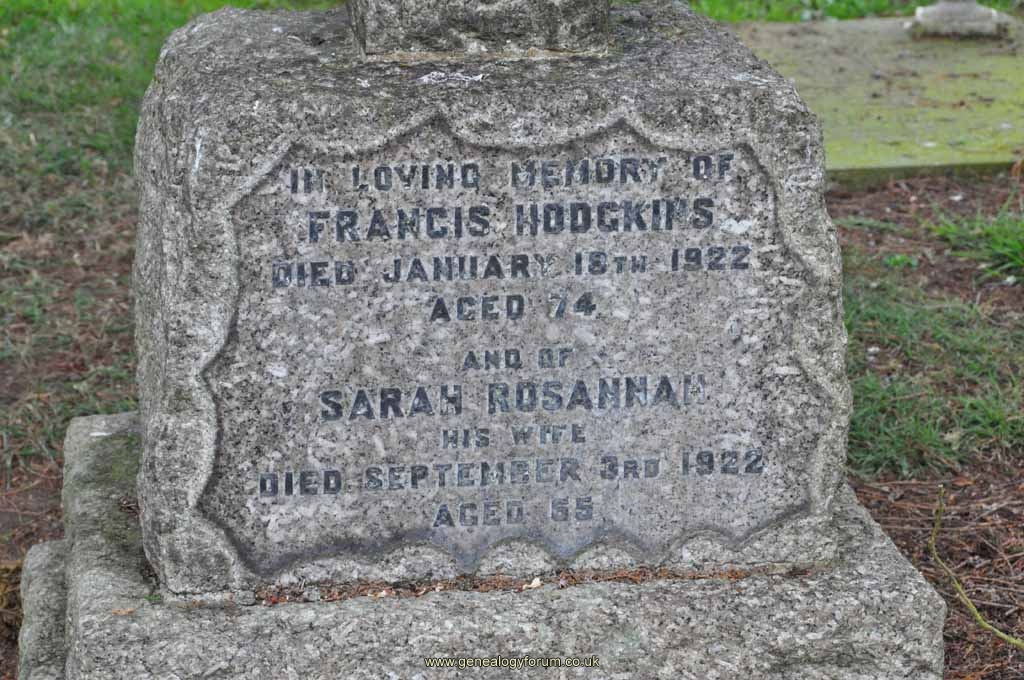 IN LOVING MEMORY OF
FRANCIS HODGKINS
DIED JANUARY 18TH 1922
AGED 74
AND OF
SARAH ROSANNAH
HIS WIFE
DIED SEPTEMBER 3RD 1922
AGED
www.genealogyforum.co.uk